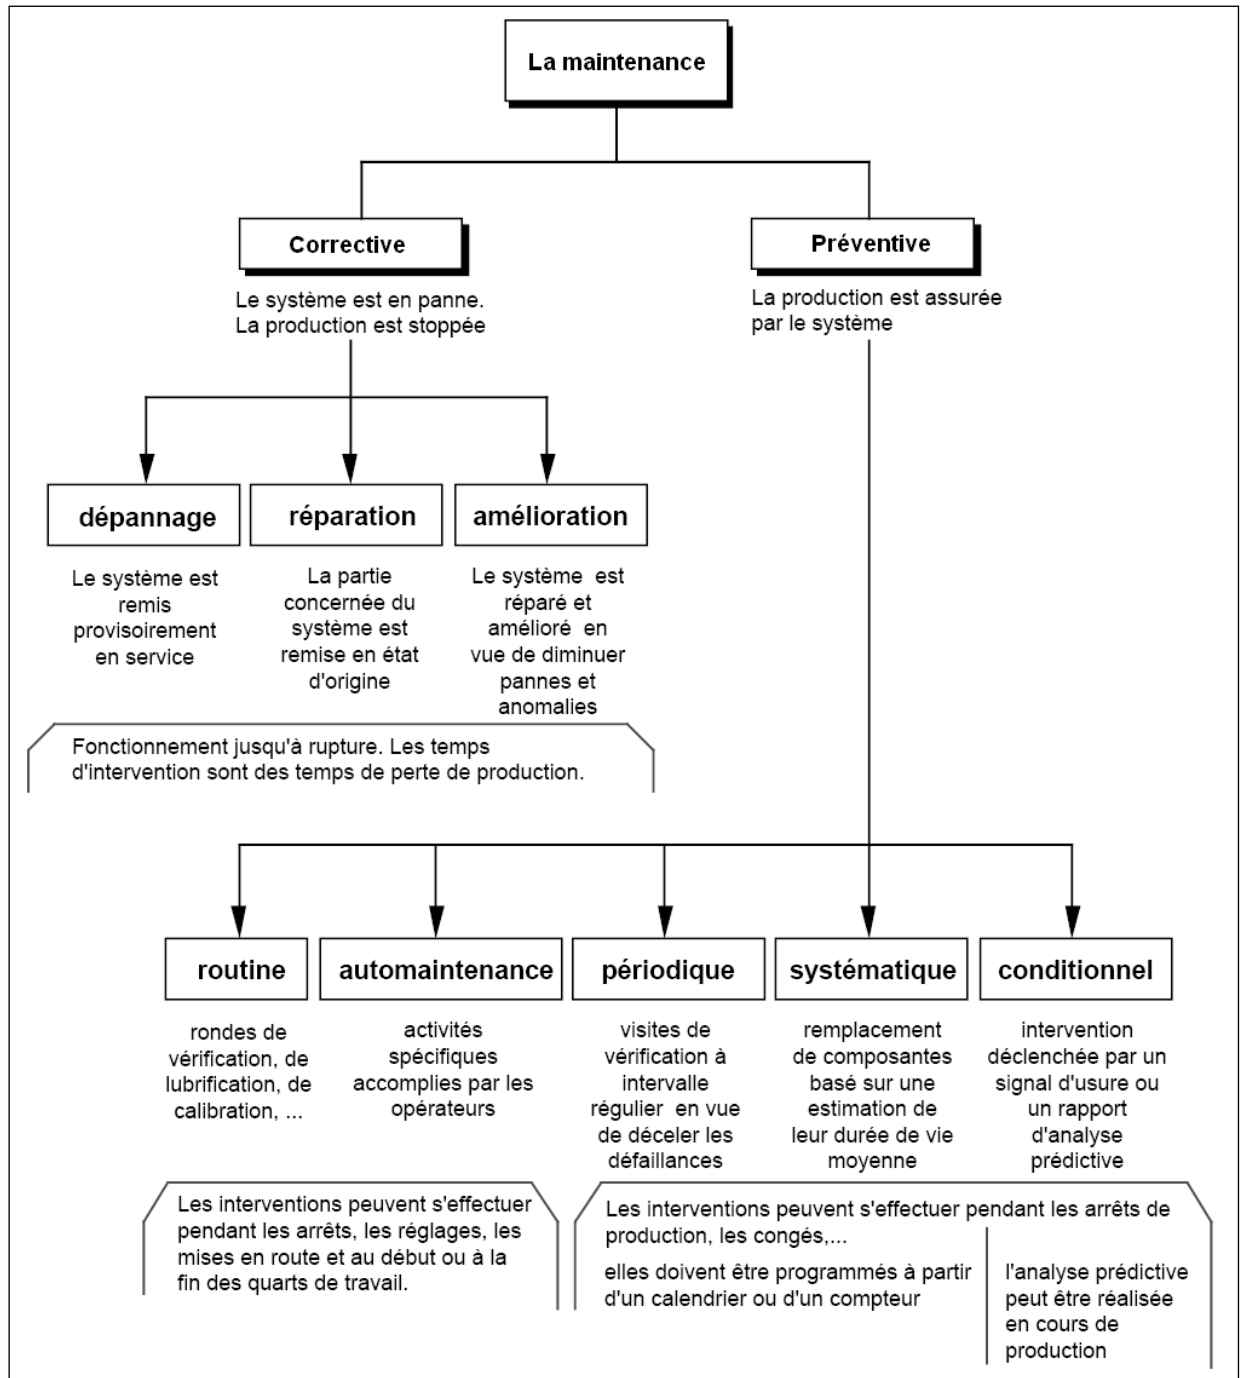 La maintenance
Corrective
Préventive
Le système est en panne.
La production est stoppée
La production est assurée
par le système
dépannage
réparation
amélioration
Le système est
remis
provisoirement
en service
La partie
concernée du
système est
remise en état
d'origine
Le système est
réparé et
amélioré en
vue de diminuer
pannes et
anomalies
Fonctionnement jusqu'à rupture. Les temps
d'intervention sont des temps de perte de production.
routine
automaintenance
périodique
systématique
conditionnel
rondes de
vérification, de
lubrification, de
calibration, ...
activités
spécifiques
accomplies par les
opérateurs
visites de
vérification à
intervalle
régulier en vue
de déceler les
défaillances
remplacement
de composantes
basé sur une
estimation de
leur durée de vie
moyenne
intervention
déclenchée par un
signal d'usure ou
un rapport
d'analyse
prédictive
Les interventions peuvent s'effectuer
pendant les arrêts, les réglages, les
mises en route et au début ou à la
fin des quarts de travail.
Les interventions peuvent s'effectuer pendant les arrêts de
production, les congés,...
elles doivent être programmés à partir
d'un calendrier ou d'un compteur
l'analyse prédictive
peut être réalisée
en cours de
production